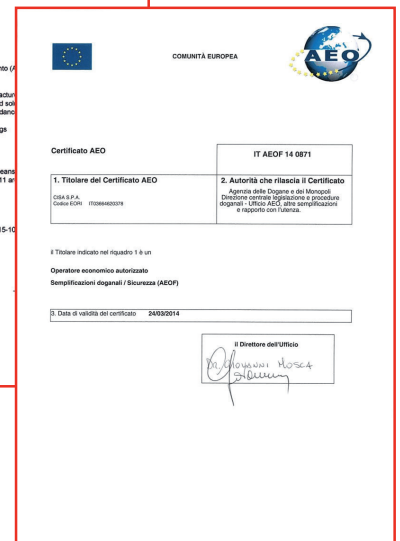 COMUNITÀ EUROPEA
AEO
Certificato AEO
IT AEOF 14 0871
1. Titolare del Certificato AEO
CISA S.P.A.
Codice EORI IT03664620378
2. Autorità che rilascia il Certificato
Agenzia delle Dogane e dei Monopoli
Direzione centrale legislazione e procedure
doganali - Ufficio AEO, altre semplificazioni
e rapporto con l'utenza.
il Titolare indicato nel riquadro 1 è un
Operatore economico autorizzato
Semplificazioni doganali / Sicurezza (AEOF)
3. Data di validità del certificato 24/03/2014
il Direttore dell'Ufficio
GIOVANNI MOSCA